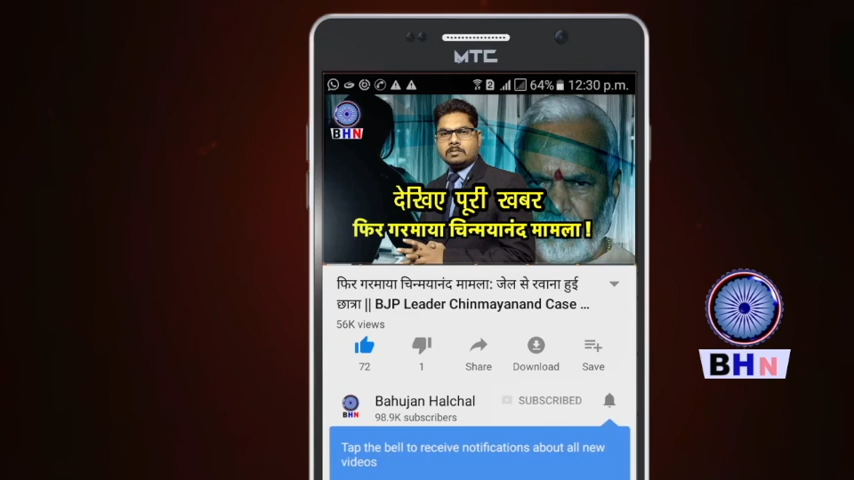 MTC
2 64% 12:30 p.m.
BHN
देखिए पूरी खबर
फिर गरमाया चिन्मयानंद मामला !
फिर गरमाया चिन्मयानंद मामला: जेल से रवाना हुई
छात्रा || BJP Leader Chinmayanand Case ...
56K views
72 1 Share Download Save
Bahujan Halchal SUBSCRIBED
BHN 98.9K subscribers
Tap the bell to receive notifications about all new
videos
BHN